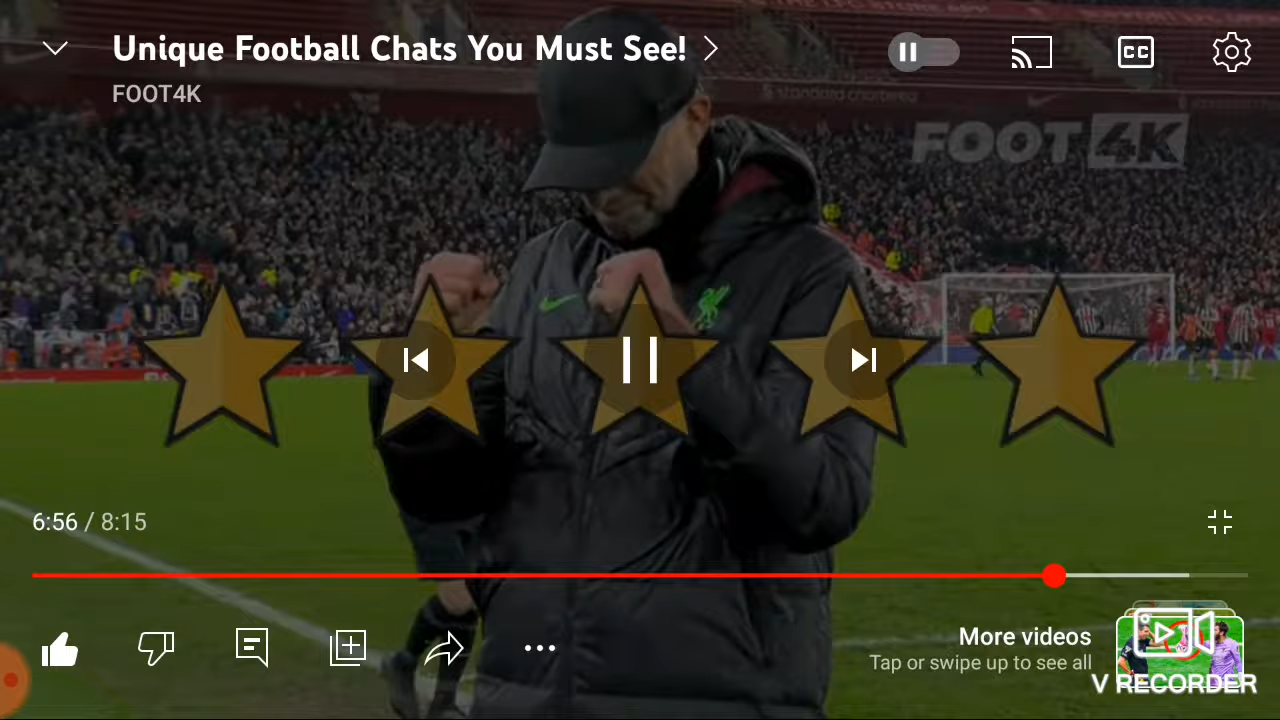 Unique Football Chats You Must See!
FOOT4K
CC
standard chartered
FOOT4K
6:56 / 8:15
More videos
Tap or swipe up to see all
V RECORDER